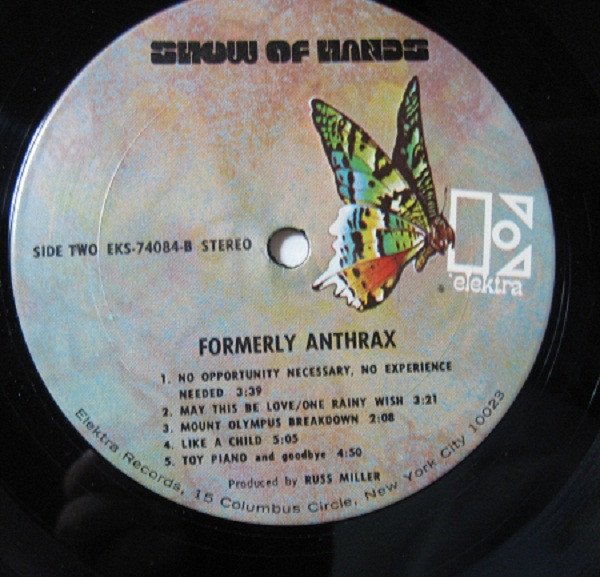 SHOW OF HANDS
SIDE TWO EKS-74084-B STEREO
elektra
FORMERLY ANTHRAX
1. NO OPPORTUNITY NECESSARY, NO EXPERIENCE
NEEDED 3:39
2. MAY THIS BE LOVE/ONE RAINY WISH 3:21
3. MOUNT OLYMPUS BREAKDOWN 2:08
4. LIKE A CHILD 5:05
5. TOY PIANO and goodbye 4:50
Produced by RUSS MILLER
Elektra Records, 15 Columbus Circle, New York City 10023